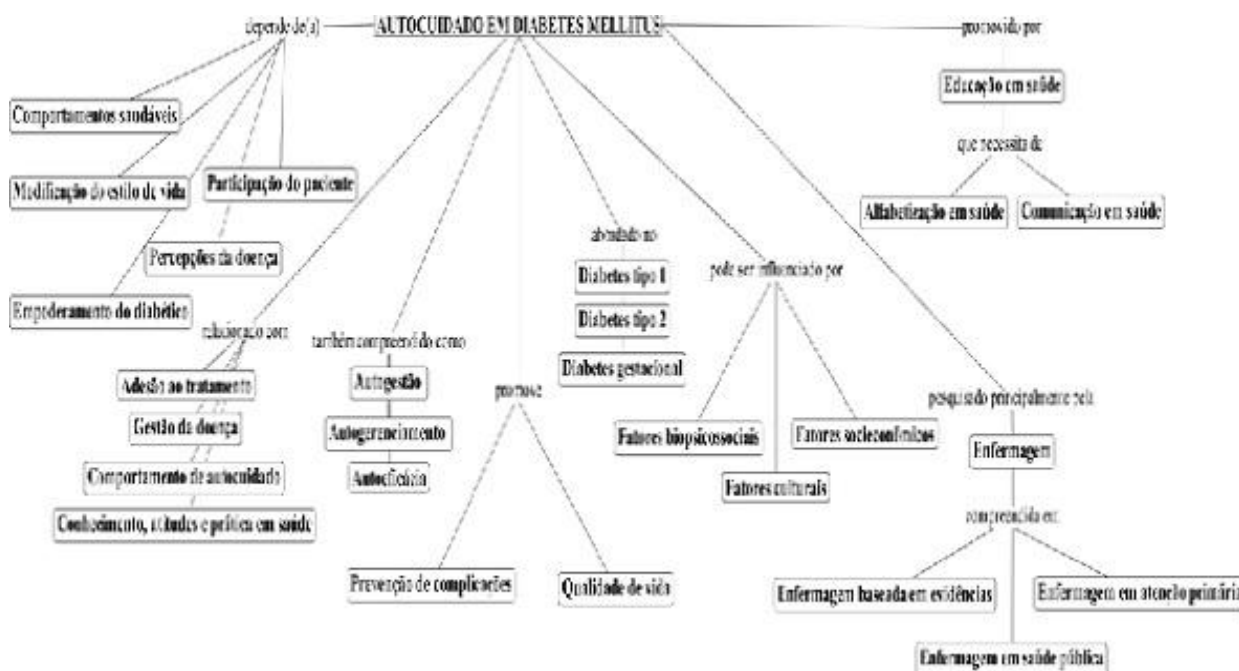 depende de(a)
AUTOCUIDADO EM DIABETES MELLITUS
promovido por
Educação em saúde
que necessita de
Alfabetização em saúde
Comunicação em saúde
Comportamentos saudáveis
Modificação do estilo de vida
Participação do paciente
Percepções da doença
Empoderamento do diabético
relacionado com
Adesão ao tratamento
Gestão da doença
Comportamento de autocuidado
Conhecimento, atitudes e prática em saúde
também compreendido como
Autogestão
Autogerenciamento
Autoeficácia
promove
Prevenção de complicações
Qualidade de vida
abordado no
Diabetes tipo 1
Diabetes tipo 2
Diabetes gestacional
pode ser influenciado por
Fatores biopsicossociais
Fatores culturais
Fatores socieconômicos
pesquisado principalmente pela
Enfermagem
compreendida em
Enfermagem baseada em evidências
Enfermagem em saúde pública
Enfermagem em atenção primária